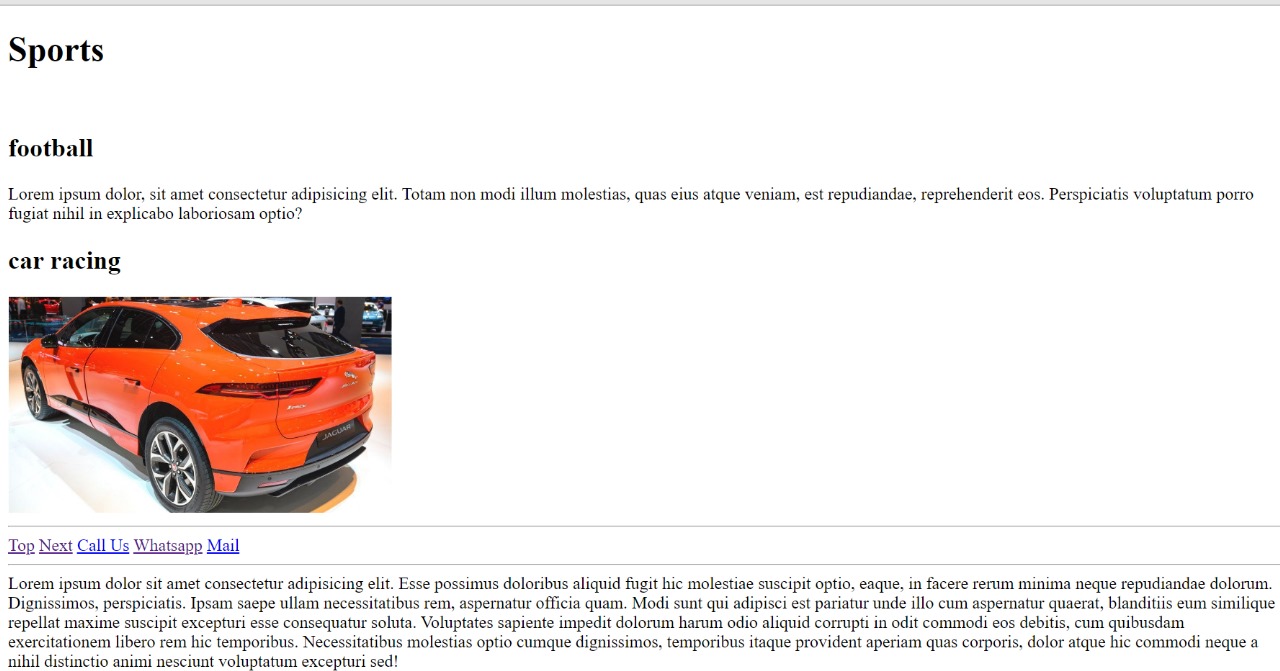 Sports
football
Lorem ipsum dolor, sit amet consectetur adipisicing elit. Totam non modi illum molestias, quas eius atque veniam, est repudiandae, reprehenderit eos. Perspiciatis voluptatum porro
fugiat nihil in explicabo laboriosam optio?
car racing
JAGUAR
Top Next Call Us Whatsapp Mail
Lorem ipsum dolor sit amet consectetur adipisicing elit. Esse possimus doloribus aliquid fugit hic molestiae suscipit optio, eaque, in facere rerum minima neque repudiandae dolorum.
Dignissimos, perspiciatis. Ipsam saepe ullam necessitatibus rem, aspernatur officia quam. Modi sunt qui adipisci est pariatur unde illo cum aspernatur quaerat, blanditiis eum similique
repellat maxime suscipit excepturi esse consequatur soluta. Voluptates sapiente impedit dolorum harum odio aliquid corrupti in odit commodi eos debitis, cum quibusdam
exercitationem libero rem hic temporibus. Necessitatibus molestias optio cumque dignissimos, temporibus itaque provident aperiam quas corporis, dolor atque hic commodi neque a
nihil distinctio animi nesciunt voluptatum excepturi sed!